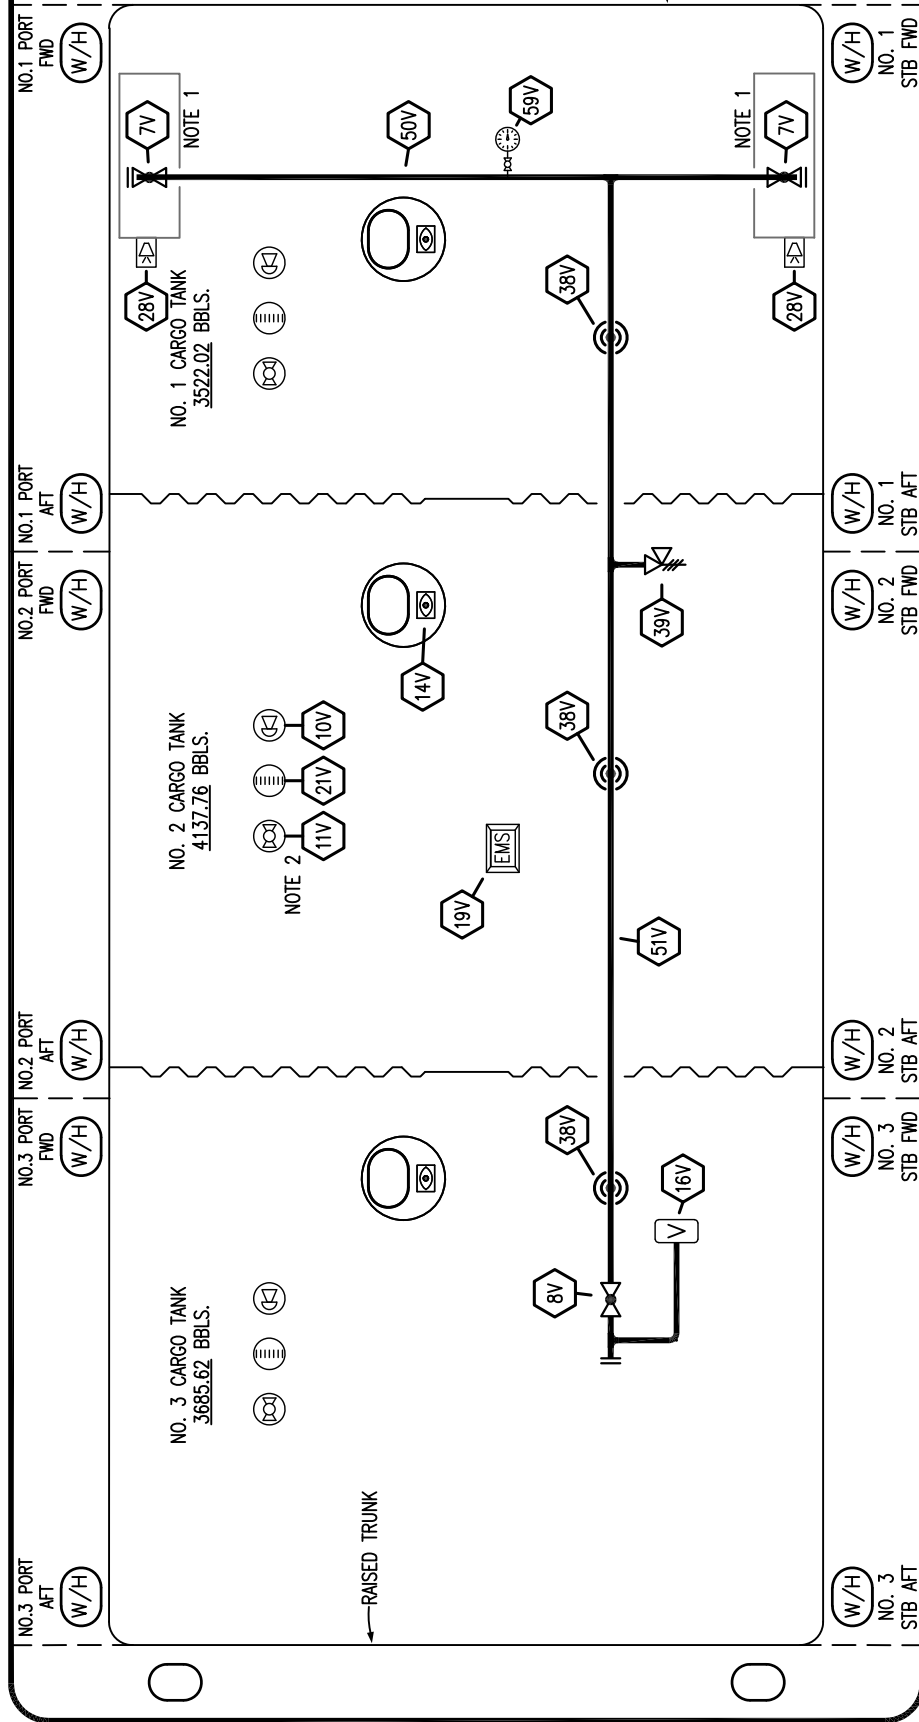 NO.3 PORT
AFT
W/H
NO.3 PORT
FWD
W/H
NO.2 PORT
AFT
W/H
NO.2 PORT
FWD
W/H
NO.1 PORT
AFT
W/H
NO.1 PORT
FWD
W/H
NO. 3 CARGO TANK
3685.62 BBLS.
NO. 2 CARGO TANK
4137.76 BBLS.
NO. 1 CARGO TANK
3522.02 BBLS.
28V
7V
NOTE 1
NOTE 2
11V
21V
10V
RAISED TRUNK
14V
50V
19V
EMS
59V
8V
38V
38V
38V
16V
V
51V
39V
28V
7V
NOTE 1
W/H
NO. 3
STB AFT
W/H
NO. 3
STB FWD
W/H
NO. 2
STB AFT
W/H
NO. 2
STB FWD
W/H
NO. 1
STB AFT
W/H
NO. 1
STB FWD